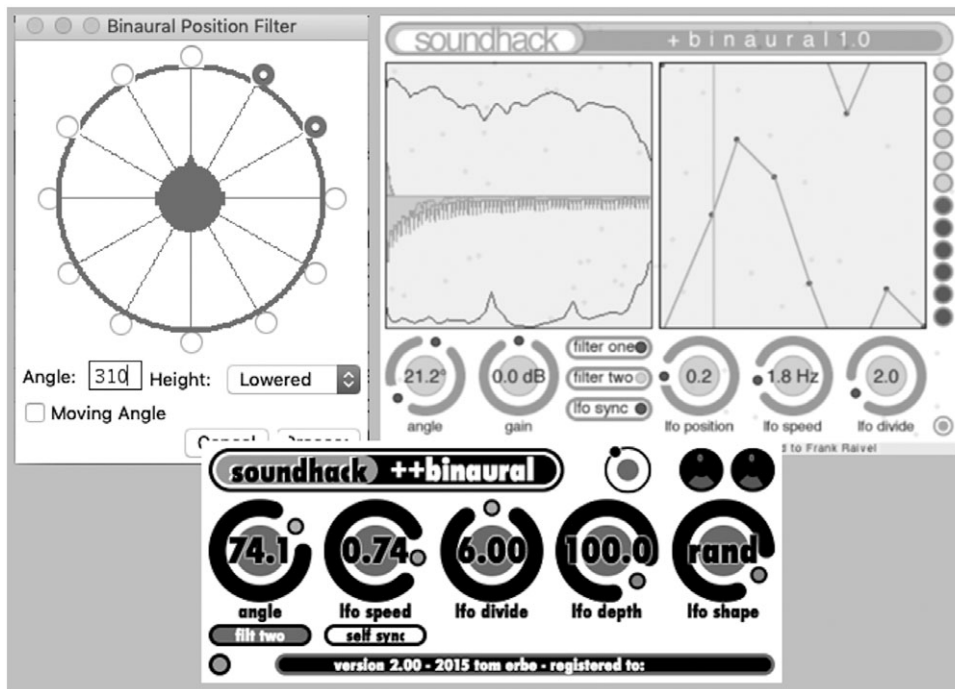 Binaural Position Filter
Angle: 310 Height: Lowered
Moving Angle
soundhack +binaural 1.0
21.2°
0.0 dB
filter one
filter two
lfo sync
0.2
1.8 Hz
2.0
angle
gain
lfo position
lfo speed
lfo divide
d to Frank Raivel
soundhack ++binaural
74.1
0.74
6.00
100.0
rand
angle
lfo speed
lfo divide
lfo depth
lfo shape
filt two
self sync
version 2.00 - 2015 tom erbe - registered to: